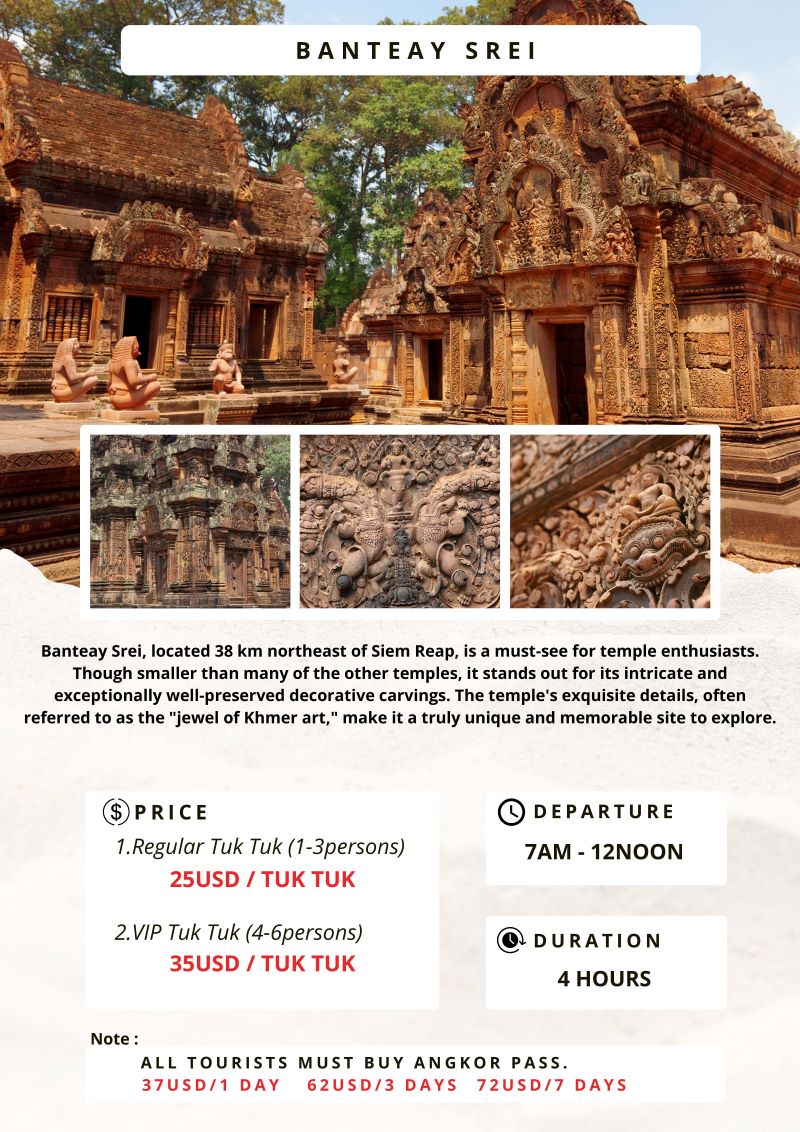 BANTEAY SREI
Banteay Srei, located 38 km northeast of Siem Reap, is a must-see for temple enthusiasts.
Though smaller than many of the other temples, it stands out for its intricate and
exceptionally well-preserved decorative carvings. The temple's exquisite details, often
referred to as the "jewel of Khmer art," make it a truly unique and memorable site to explore.
$ PRICE
1.Regular Tuk Tuk (1-3persons)
25USD / TUK TUK
2.VIP Tuk Tuk (4-6persons)
35USD / TUK TUK
DEPARTURE
7AM - 12NOON
DURATION
4 HOURS
Note :
ALL TOURISTS MUST BUY ANGKOR PASS.
37USD/1 DAY 62USD/3 DAYS 72USD/7 DAYS